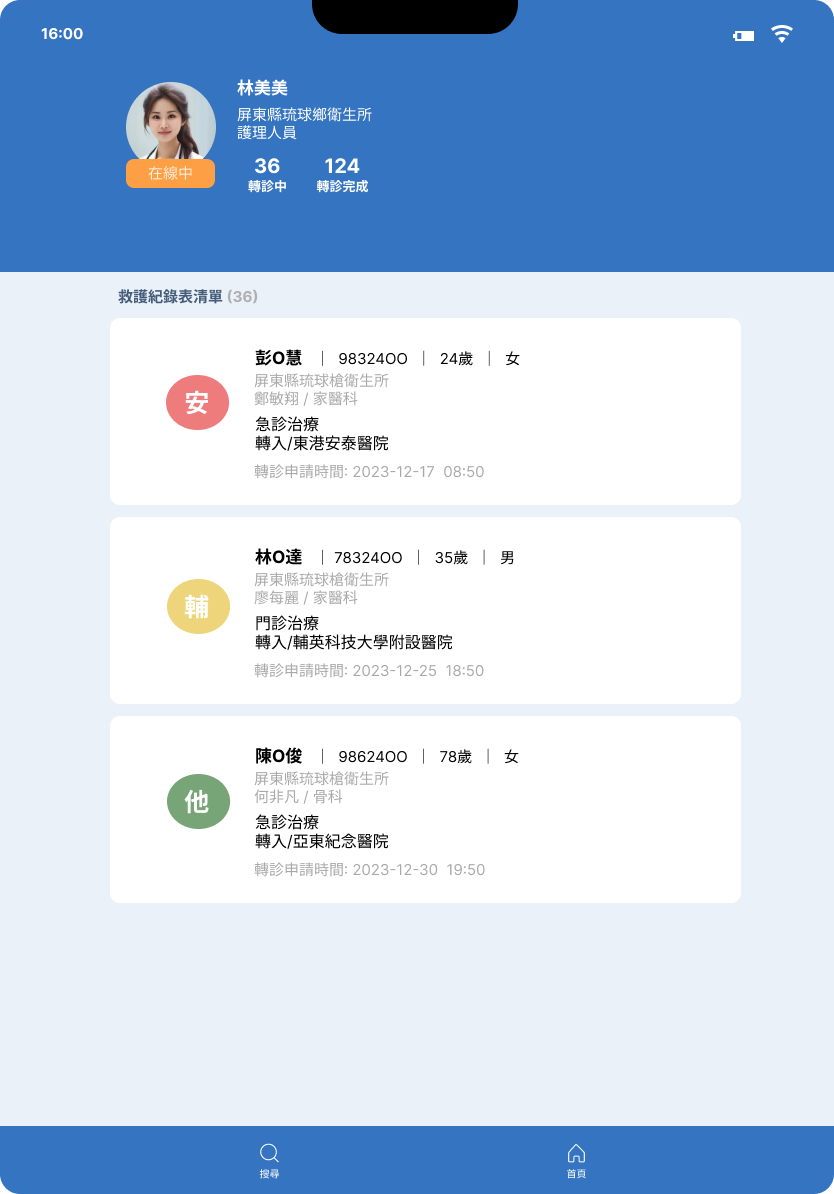 16:00
林美美
屏東縣琉球鄉衛生所
護理人員
在線中
36 124
轉診中 轉診完成
救護紀錄表清單 (36)
彭O慧 | 98324OO | 24歲 | 女
屏東縣琉球槍衛生所
安
鄭敏翔 / 家醫科
急診治療
轉入/東港安泰醫院
轉診申請時間: 2023-12-17 08:50
林O達 | 78324OO | 35歲 | 男
屏東縣琉球槍衛生所
輔
廖每麗 / 家醫科
門診治療
轉入/輔英科技大學附設醫院
轉診申請時間: 2023-12-25 18:50
陳O俊 | 98624OO | 78歲 | 女
屏東縣琉球槍衛生所
他
何非凡 / 骨科
急診治療
轉入/亞東紀念醫院
轉診申請時間: 2023-12-30 19:50
搜尋 首頁